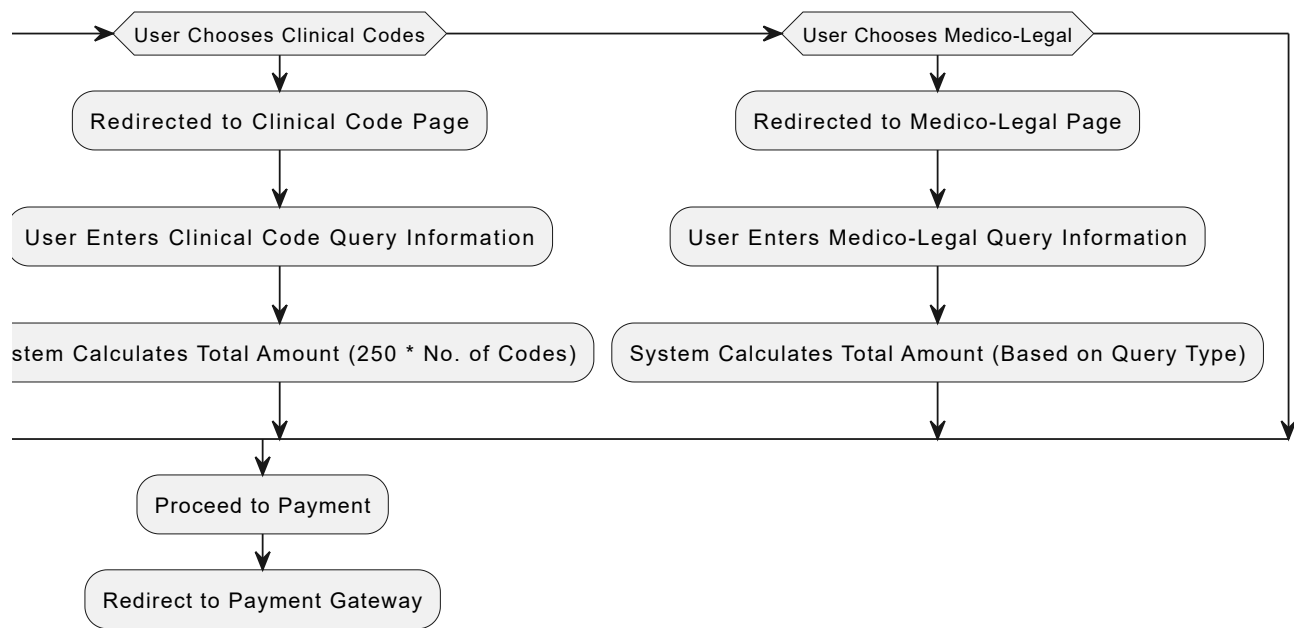 User Chooses Clinical Codes
User Chooses Medico-Legal
Redirected to Clinical Code Page
Redirected to Medico-Legal Page
User Enters Clinical Code Query Information
User Enters Medico-Legal Query Information
stem Calculates Total Amount (250 * No. of Codes)
System Calculates Total Amount (Based on Query Type)
Proceed to Payment
Redirect to Payment Gateway